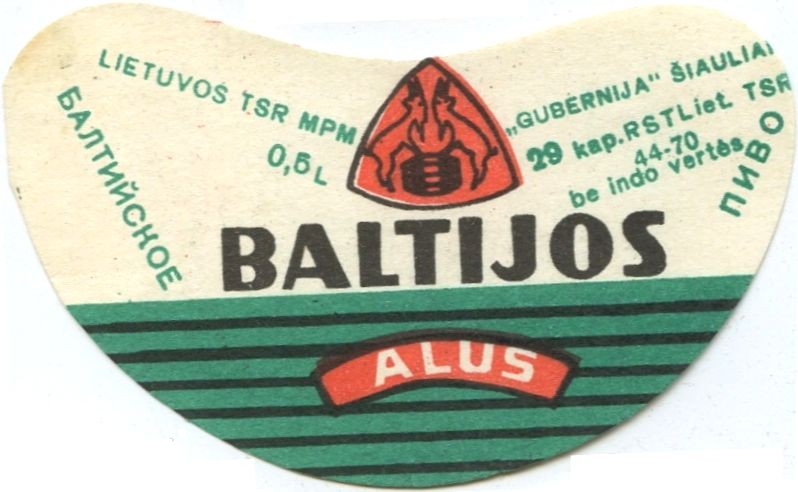 LIETUVOS TSR MPM
0,5 L
„GUBERNIJA" ŠIAULIAI
29 kap. RST Liet. TSR
44-70
be indo vertės
БАЛТИЙСКОЕ
ПИВО
BALTIJOS
ALUS